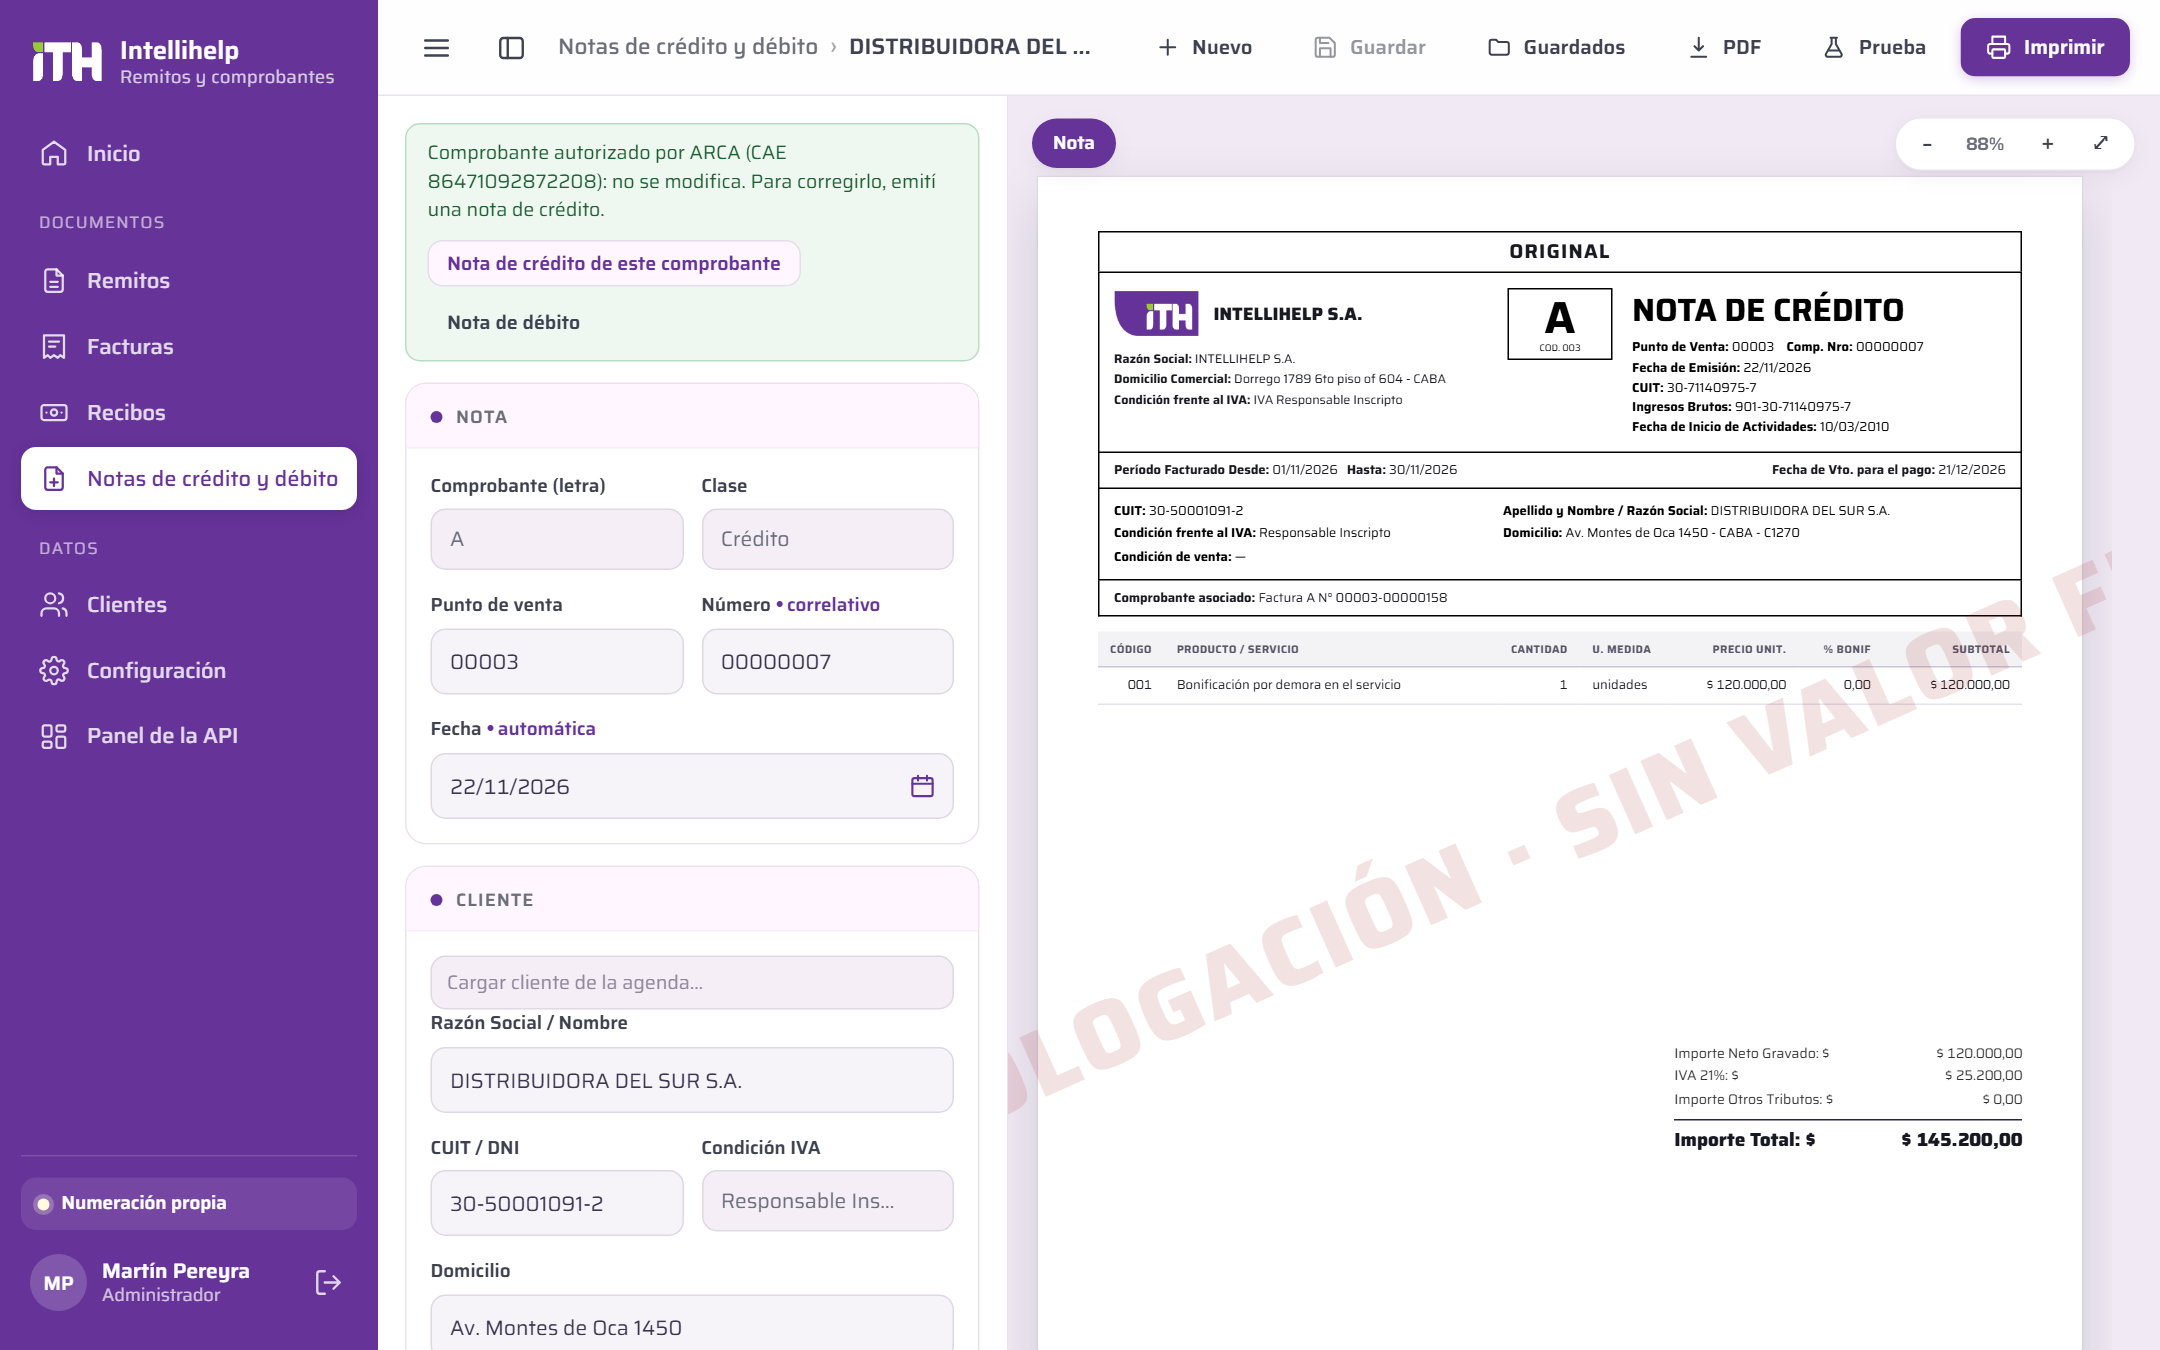 iTH
Intellihelp
Remitos y comprobantes
Inicio
DOCUMENTOS
Remitos
Facturas
Recibos
Notas de crédito y débito
DATOS
Clientes
Configuración
Panel de la API
Numeración propia
MP
Martín Pereyra
Administrador
Notas de crédito y débito › DISTRIBUIDORA DEL ...
Nuevo
Guardar
Guardados
PDF
Prueba
Imprimir
Comprobante autorizado por ARCA (CAE
86471092872208): no se modifica. Para corregirlo, emití
una nota de crédito.
Nota de crédito de este comprobante
Nota de débito
NOTA
Comprobante (letra)
Clase
A
Crédito
Punto de venta
Número • correlativo
00003
00000007
Fecha • automática
22/11/2026
CLIENTE
Cargar cliente de la agenda...
Razón Social / Nombre
DISTRIBUIDORA DEL SUR S.A.
CUIT / DNI
Condición IVA
30-50001091-2
Responsable Ins...
Domicilio
Av. Montes de Oca 1450
Nota
- 88% +
ORIGINAL
iTH
INTELLIHELP S.A.
Razón Social: INTELLIHELP S.A.
Domicilio Comercial: Dorrego 1789 6to piso of 604 - CABA
Condición frente al IVA: IVA Responsable Inscripto
A
COD. 003
NOTA DE CRÉDITO
Punto de Venta: 00003 Comp. Nro: 00000007
Fecha de Emisión: 22/11/2026
CUIT: 30-71140975-7
Ingresos Brutos: 901-30-71140975-7
Fecha de Inicio de Actividades: 10/03/2010
Período Facturado Desde: 01/11/2026 Hasta: 30/11/2026
Fecha de Vto. para el pago: 21/12/2026
CUIT: 30-50001091-2
Condición frente al IVA: Responsable Inscripto
Condición de venta: —
Apellido y Nombre / Razón Social: DISTRIBUIDORA DEL SUR S.A.
Domicilio: Av. Montes de Oca 1450 - CABA - C1270
Comprobante asociado: Factura A N° 00003-00000158
CÓDIGO PRODUCTO / SERVICIO CANTIDAD U. MEDIDA PRECIO UNIT. % BONIF SUBTOTAL
001 Bonificación por demora en el servicio 1 unidades $ 120.000,00 0,00 $ 120.000,00
OLOGACIÓN · SIN VALOR F
Importe Neto Gravado: $ $ 120.000,00
IVA 21%: $ $ 25.200,00
Importe Otros Tributos: $ $ 0,00
Importe Total: $ $ 145.200,00